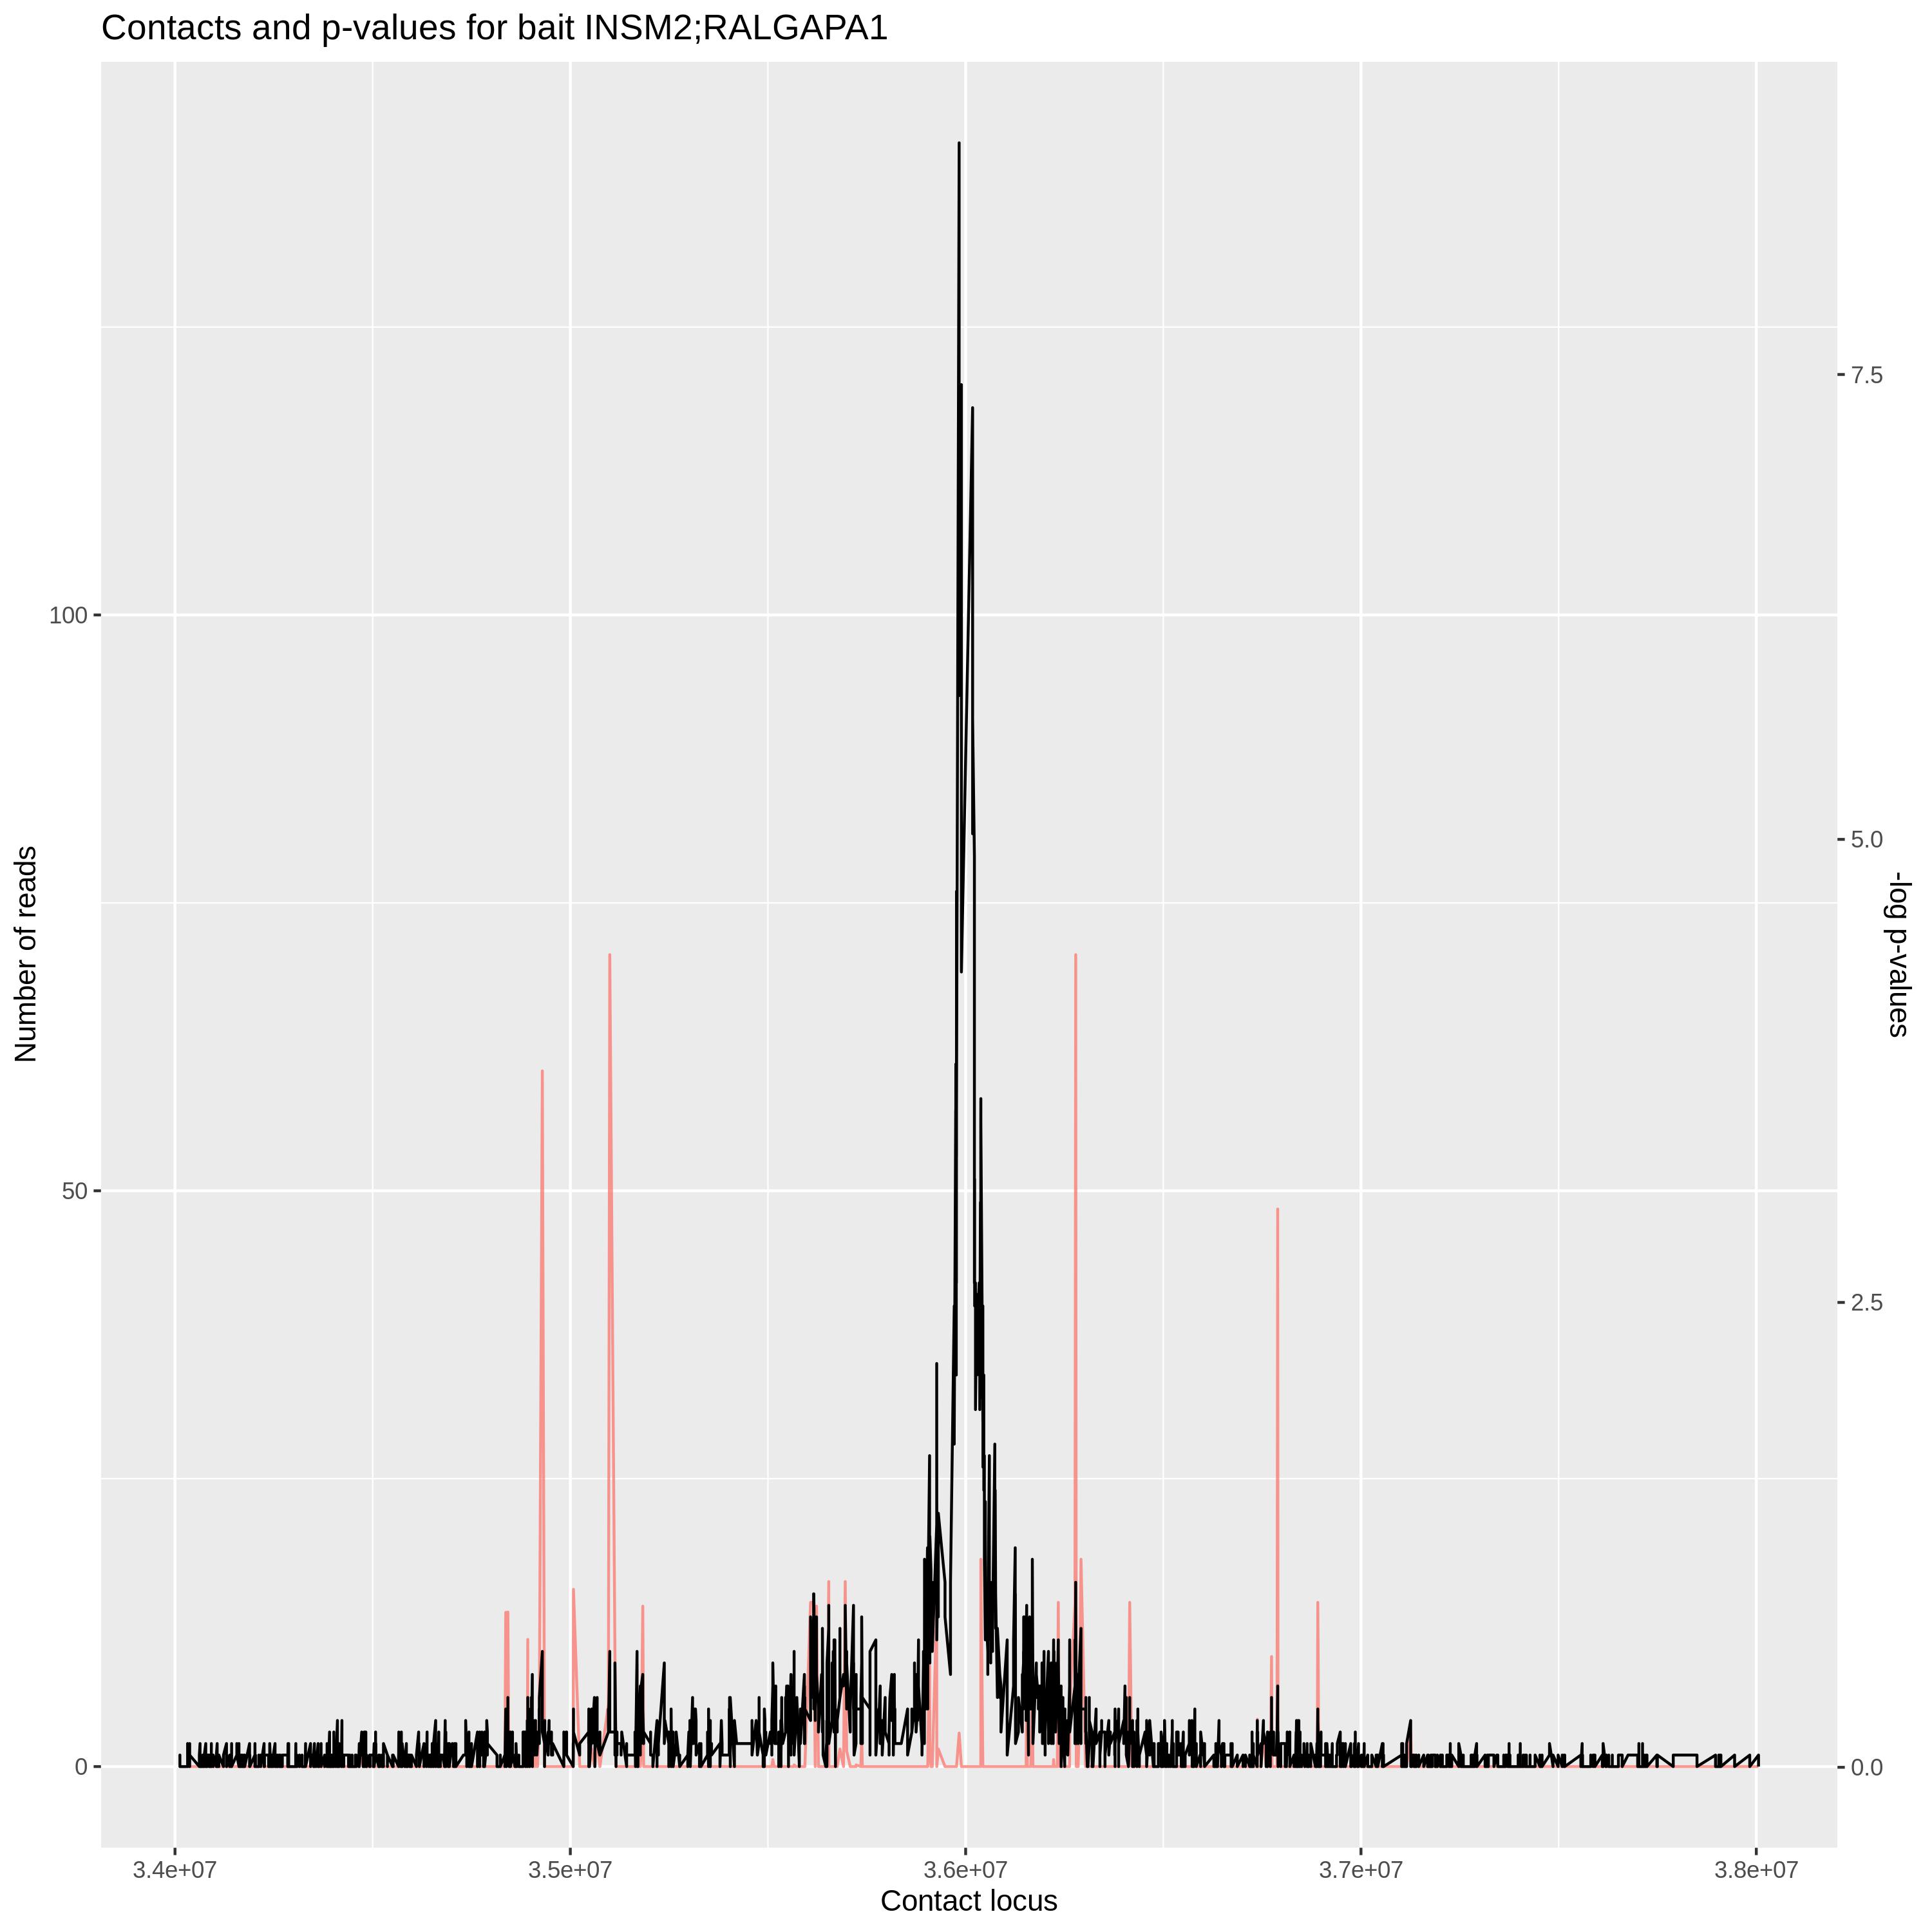 Contacts and p-values for bait INSM2;RALGAPA1
Number of reads
100
50
0
7.5
5.0
2.5
0.0
-log p-values
3.4e+07
3.5e+07
3.6e+07
3.7e+07
3.8e+07
Contact locus